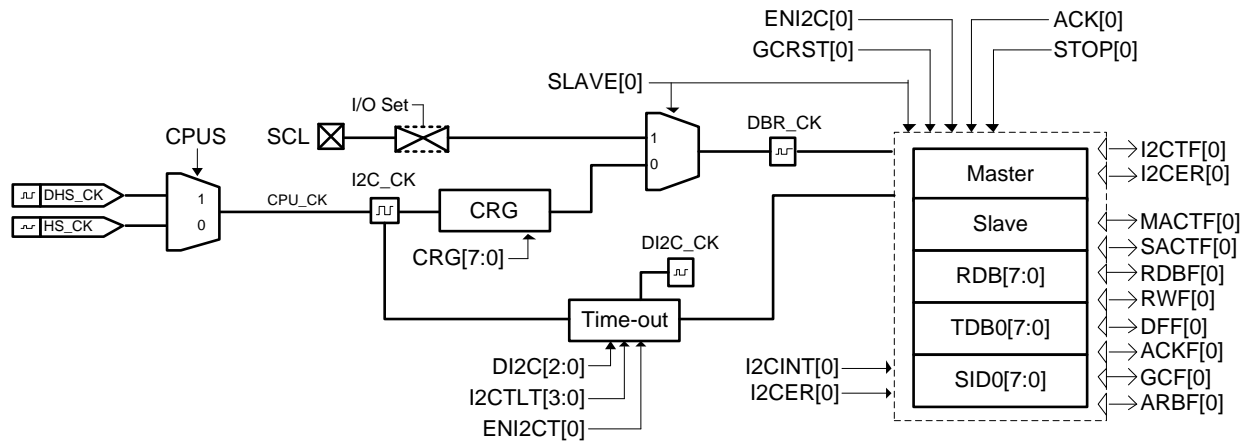 ENI2C[0]
ACK[0]
GCRST[0]
STOP[0]
SLAVE[0]
I/O Set
DBR_CK
CPUS
SCL
1
0
I2CTF[0]
I2CER[0]
Master
DHS_CK
HS_CK
1
0
CPU_CK
I2C_CK
CRG
CRG[7:0]
Slave
MACTF[0]
SACTF[0]
DI2C_CK
RDB[7:0]
RDBF[0]
RWF[0]
Time-out
TDB0[7:0]
DFF[0]
ACKF[0]
DI2C[2:0]
I2CINT[0]
SID0[7:0]
GCF[0]
I2CTLT[3:0]
I2CER[0]
ARBF[0]
ENI2CT[0]